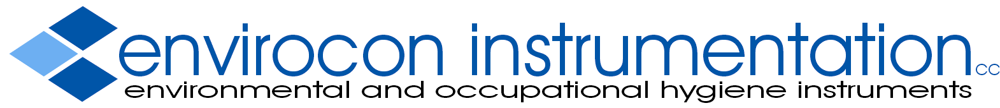 envirocon instrumentation cc
environmental and occupational hygiene instruments